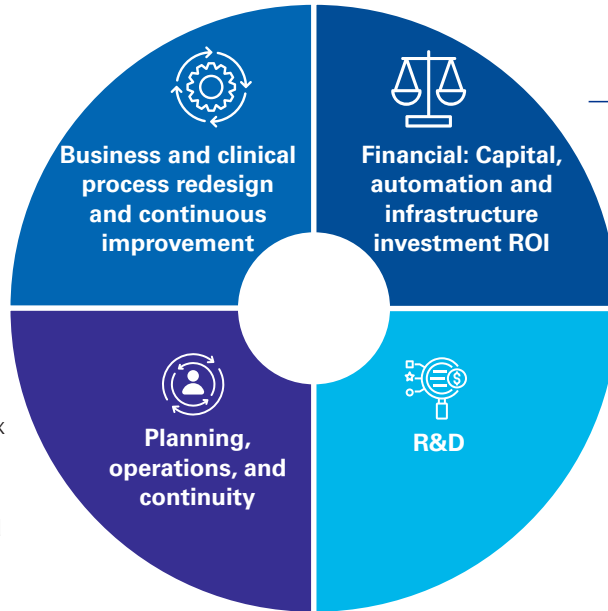 Business and clinical
process redesign
and continuous
improvement
Financial: Capital,
automation and
infrastructure
investment ROI
$
Planning,
operations, and
continuity
R&D